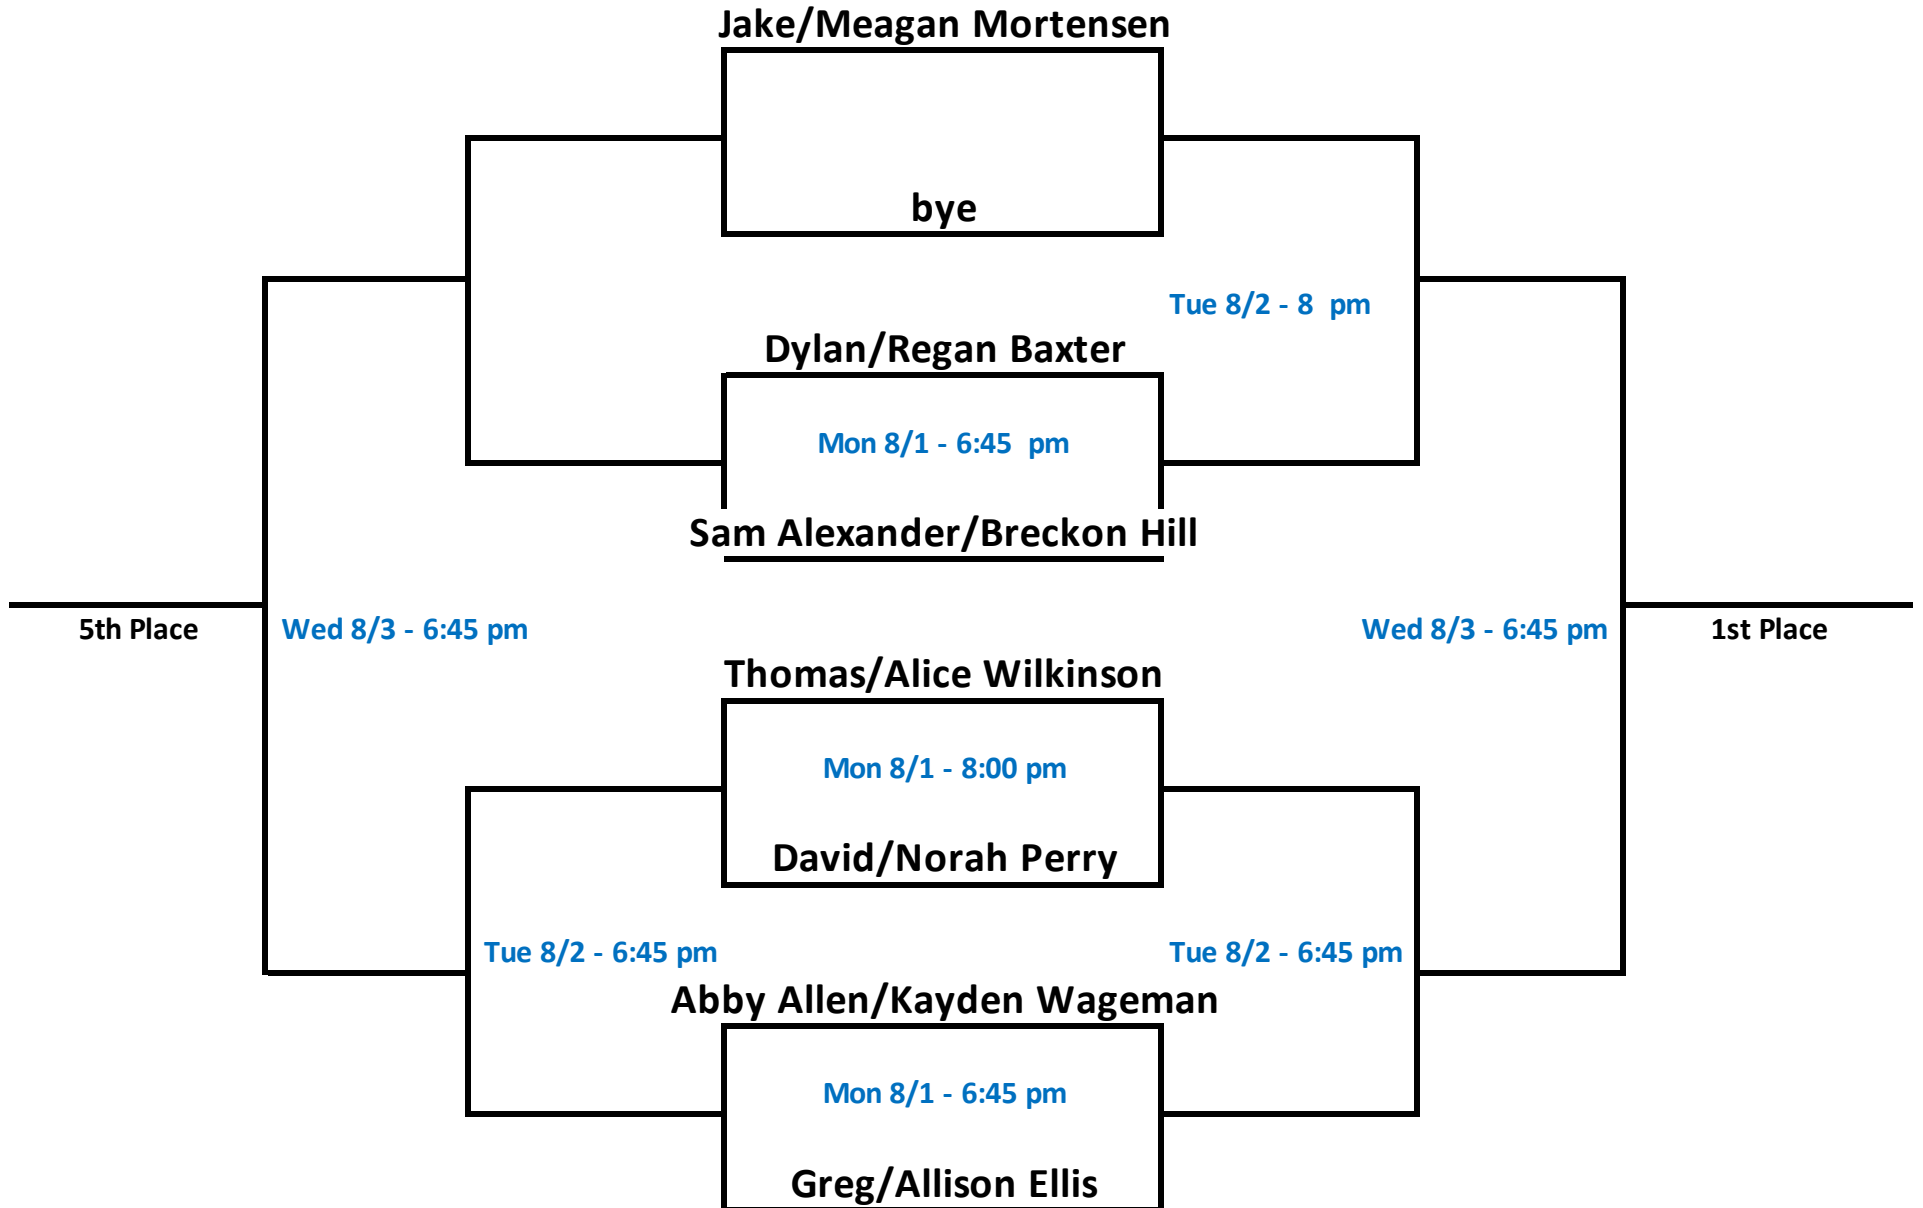 Jake/Meagan Mortensen
bye
Tue 8/2 - 8  pm
Dylan/Regan Baxter
Mon 8/1 - 6:45  pm
Sam Alexander/Breckon Hill
5th Place
Wed 8/3 - 6:45 pm
Wed 8/3 - 6:45 pm
1st Place
Thomas/Alice Wilkinson
Mon 8/1 - 8:00 pm
David/Norah Perry
Tue 8/2 - 6:45 pm
Tue 8/2 - 6:45 pm
Abby Allen/Kayden Wageman
Mon 8/1 - 6:45 pm
Greg/Allison Ellis